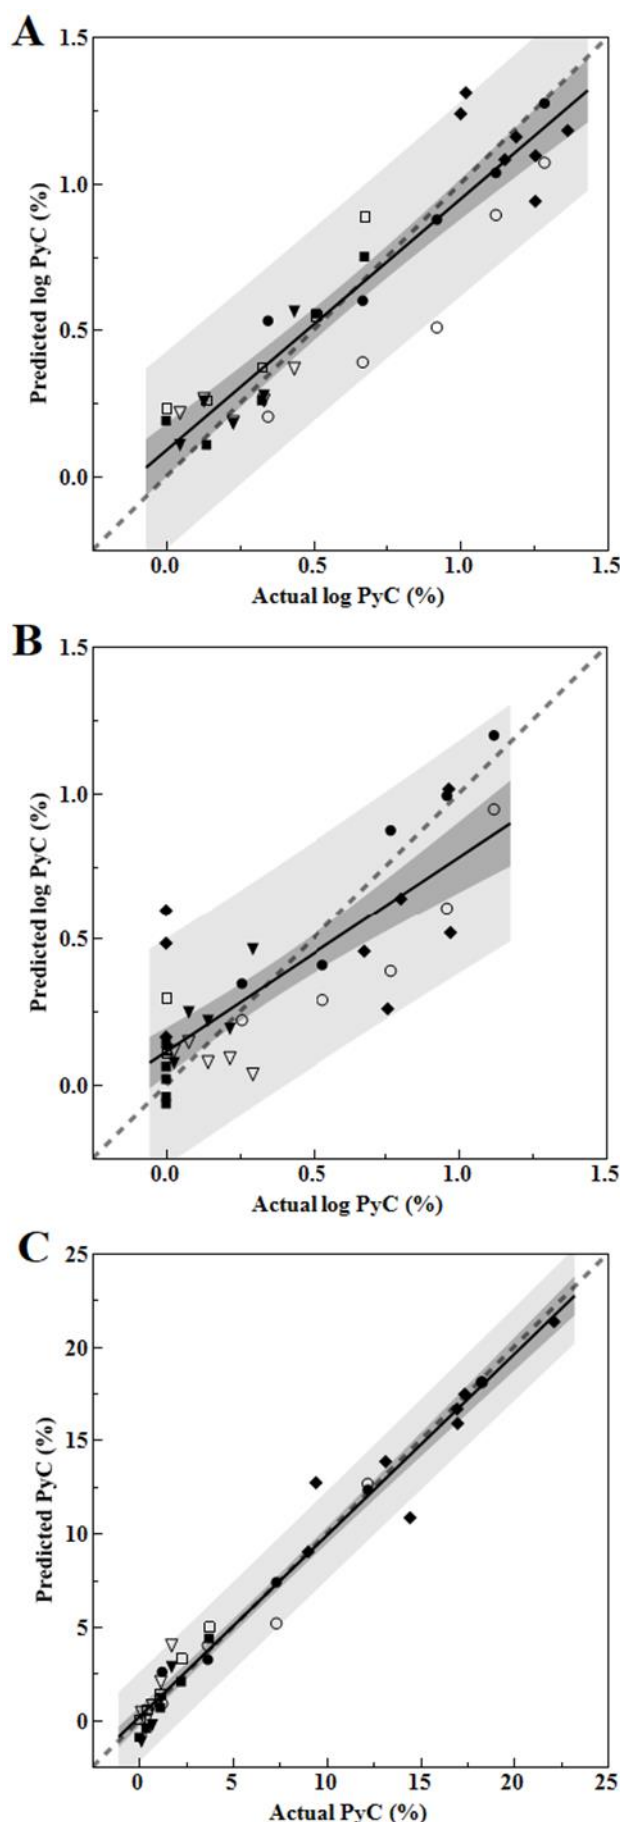 A
1.5
1.0
0.5
0.0
Predicted log PyC (%)
0.0 0.5 1.0 1.5
Actual log PyC (%)
B
1.5
1.0
0.5
0.0
Predicted log PyC (%)
0.0 0.5 1.0 1.5
Actual log PyC (%)
C
25
20
15
10
5
0
Predicted PyC (%)
0 5 10 15 20 25
Actual PyC (%)